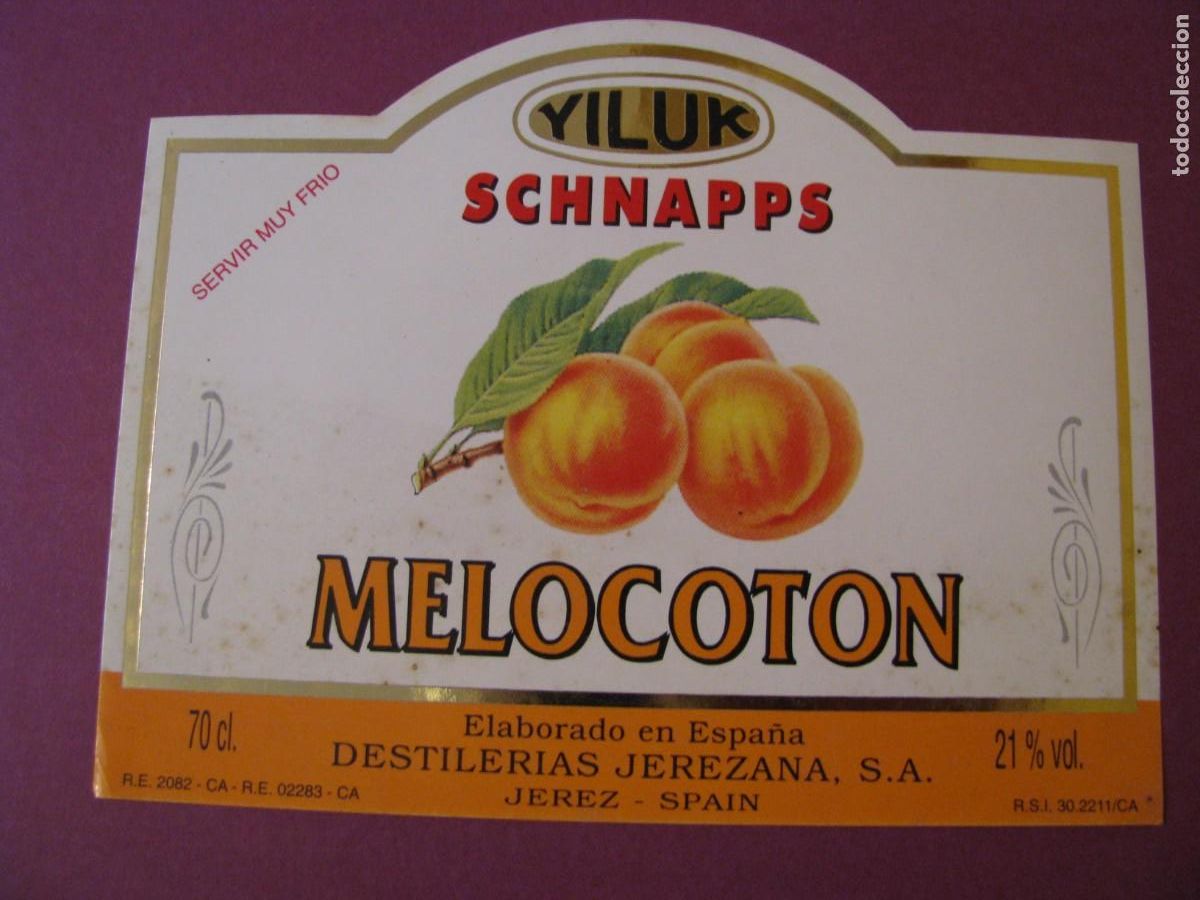 YILUK
SCHNAPPS
SERVIR MUY FRIO
MELOCOTON
70 cl.
Elaborado en España
DESTILERIAS JEREZANA, S.A.
JEREZ - SPAIN
21 % vol.
R.E. 2082 - CA - R.E. 02283 - CA
R.S.I. 30.2211/CA
todocoleccion